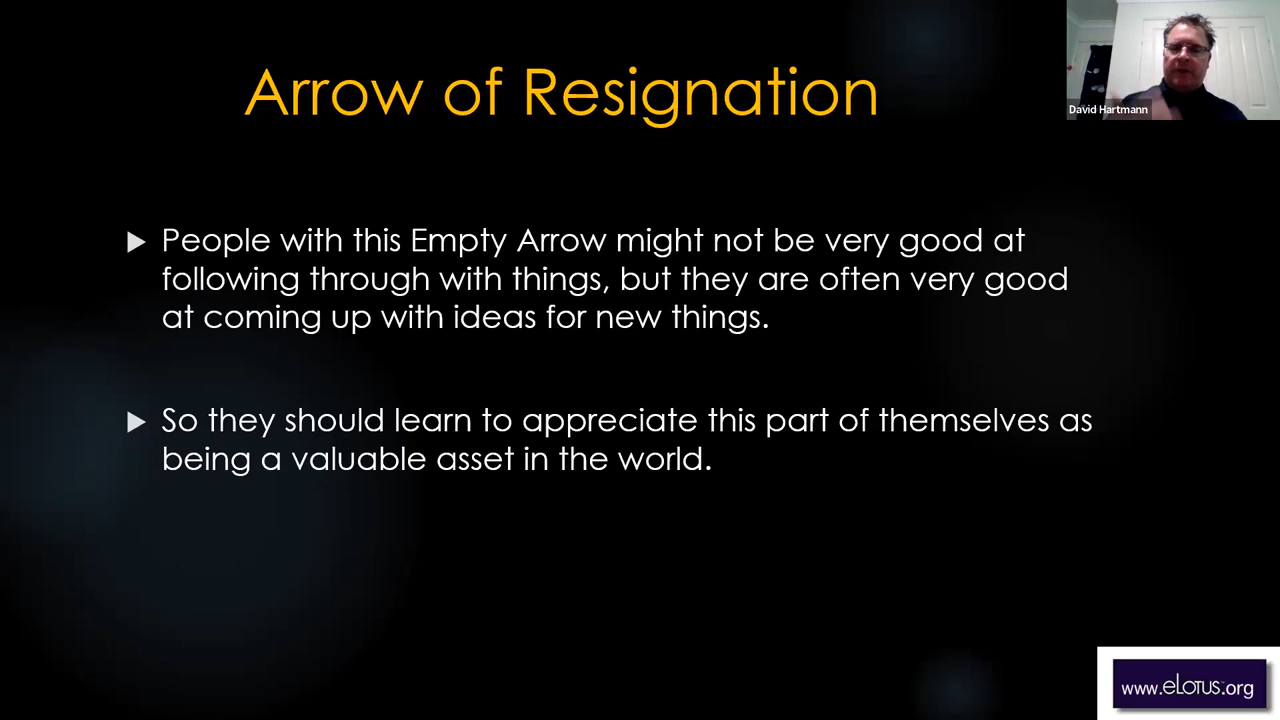 Arrow of Resignation
David Hartmann
People with this Empty Arrow might not be very good at
following through with things, but they are often very good
at coming up with ideas for new things.
So they should learn to appreciate this part of themselves as
being a valuable asset in the world.
www.eLotus.org